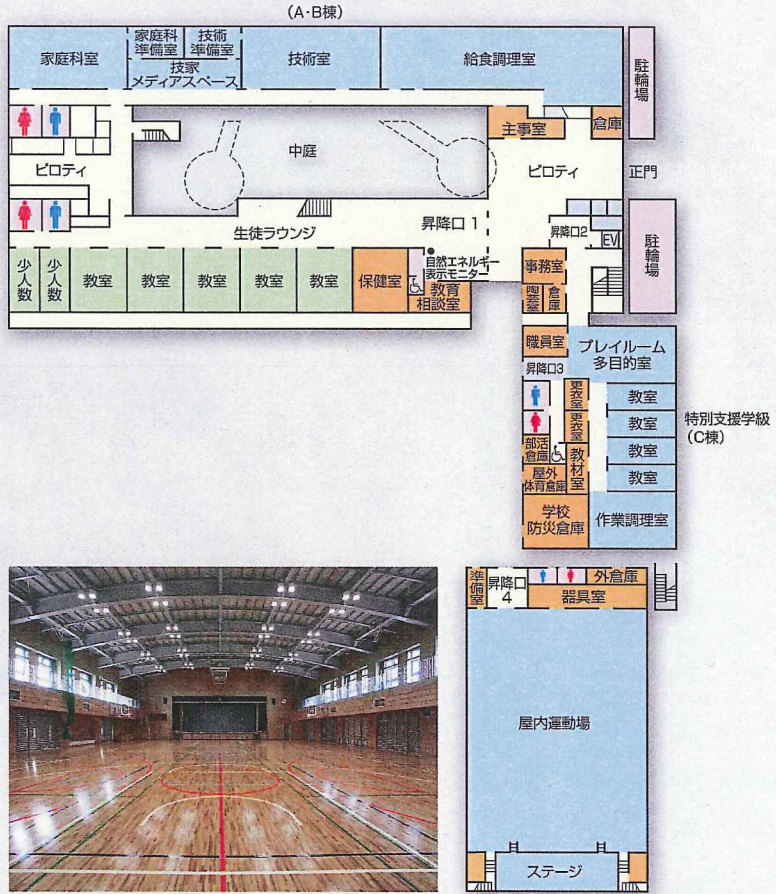 (A・B棟)
家庭科室
家庭科
準備室
技術
準備室
技家
メディアスペース
技術室
給食調理室
駐輪場
主事室
倉庫
中庭
ピロティ
ピロティ
正門
昇降口 1
昇降口2
EV
駐輪場
生徒ラウンジ
自然エネルギー
表示モニター
少人数
少人数
教室
教室
教室
教室
教室
保健室
教育
相談室
事務室
陶芸室
倉庫
職員室
プレイルーム
多目的室
昇降口3
更衣室
更衣室
教室
教室
教室
教室
特別支援学級
(C棟)
部活
倉庫
教材室
屋外
体育倉庫
学校
防災倉庫
作業調理室
準備室
昇降口
4
外倉庫
器具室
屋内運動場
ステージ